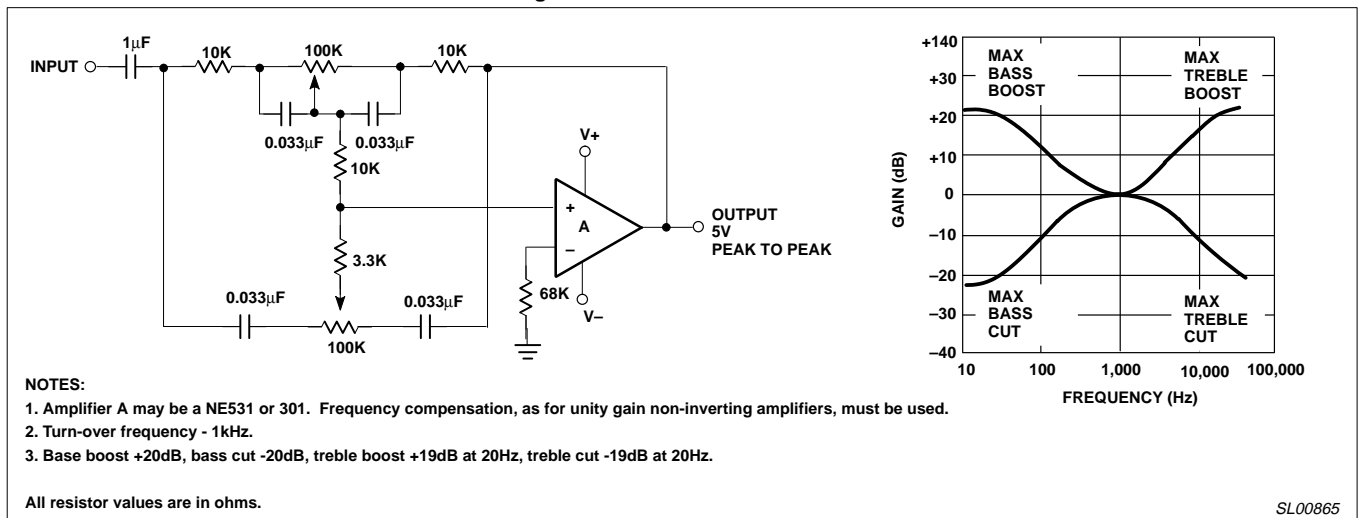 1μF
10K
100K
10K
INPUT
0.033μF
0.033μF
10K
V+
+
A
–
OUTPUT
5V
PEAK TO PEAK
3.3K
68K
V–
0.033μF
0.033μF
100K
+140
+30
+20
+10
0
–10
–20
–30
–40
GAIN (dB)
MAX
BASS
BOOST
MAX
TREBLE
BOOST
MAX
BASS
CUT
MAX
TREBLE
CUT
10
100
1,000
10,000
100,000
FREQUENCY (Hz)
NOTES:
1. Amplifier A may be a NE531 or 301. Frequency compensation, as for unity gain non-inverting amplifiers, must be used.
2. Turn-over frequency - 1kHz.
3. Base boost +20dB, bass cut -20dB, treble boost +19dB at 20Hz, treble cut -19dB at 20Hz.
All resistor values are in ohms.
SL00865